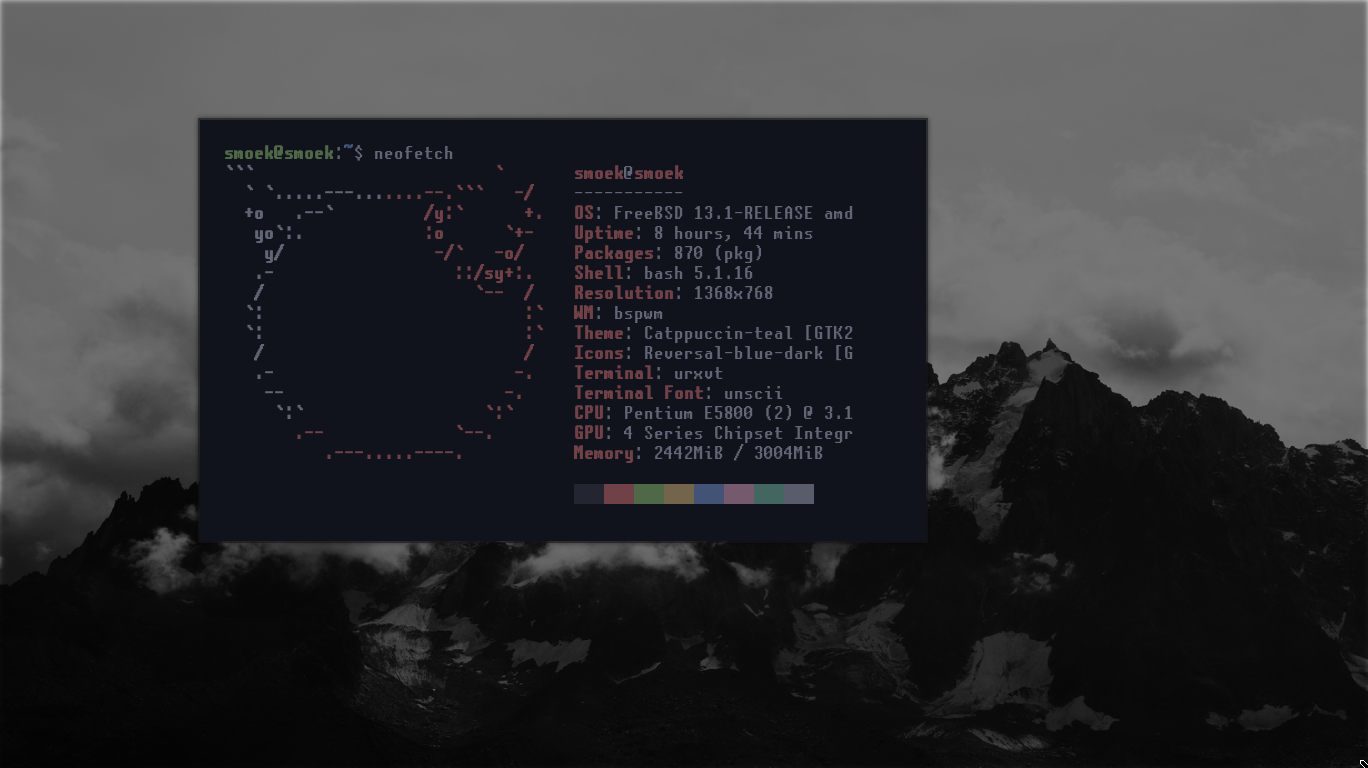 smoek@smoek:~$ neofetch
smoek@smoek
-----------
OS: FreeBSD 13.1-RELEASE amd
Uptime: 8 hours, 44 mins
Packages: 870 (pkg)
Shell: bash 5.1.16
Resolution: 1368x768
WM: bspwm
Theme: Catppuccin-teal [GTK2
Icons: Reversal-blue-dark [G
Terminal: urxvt
Terminal Font: unscii
CPU: Pentium E5800 (2) @ 3.1
GPU: 4 Series Chipset Integr
Memory: 2442MiB / 3004MiB